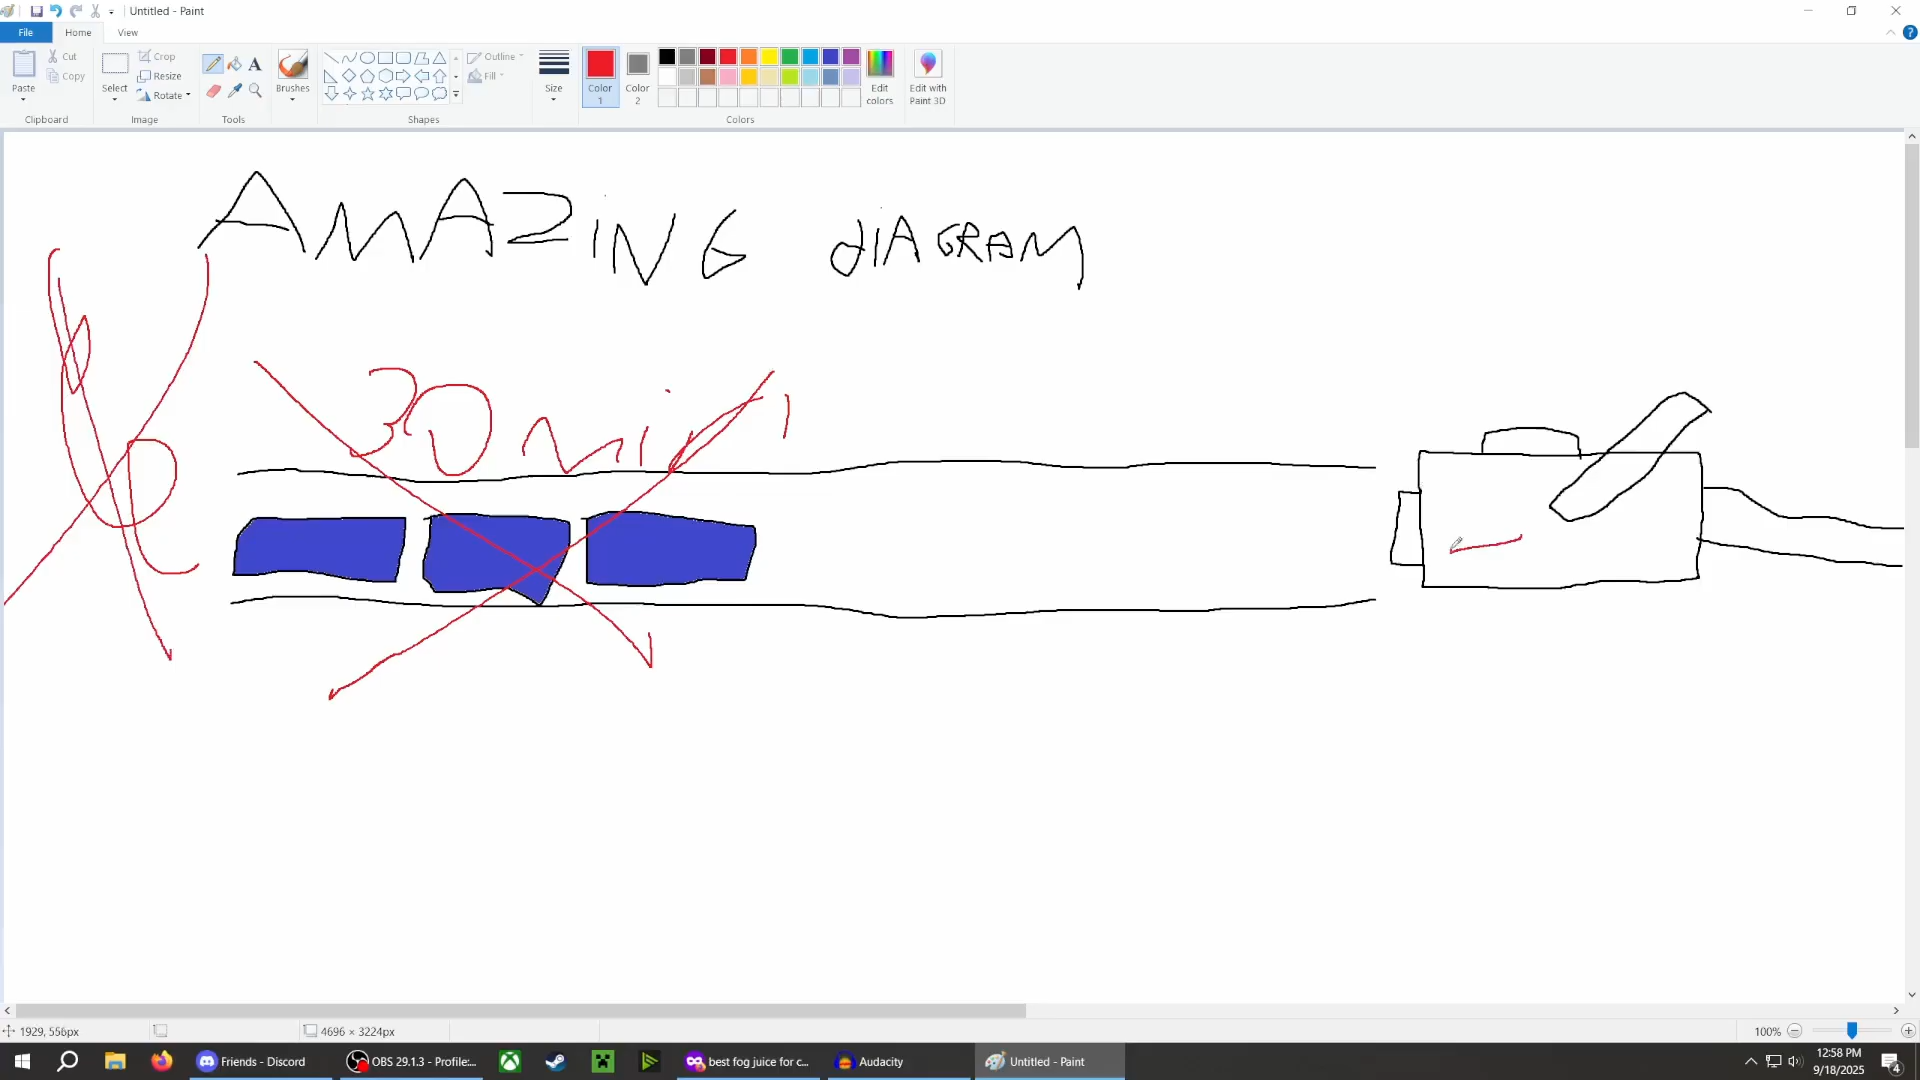 Untitled - Paint
File Home View
Paste Cut Copy Clipboard
Select Crop Resize Rotate Image
Tools
Brushes
Shapes Outline Fill
Size
Color 1 Color 2 Colors
Edit colors
Edit with Paint 3D
AMAZING dIAGRAM
30 Min
1929, 556px 4696 × 3224px 100%
Friends - Discord OBS 29.1.3 - Profile:... best fog juice for c... Audacity Untitled - Paint 12:58 PM
9/18/2025 4